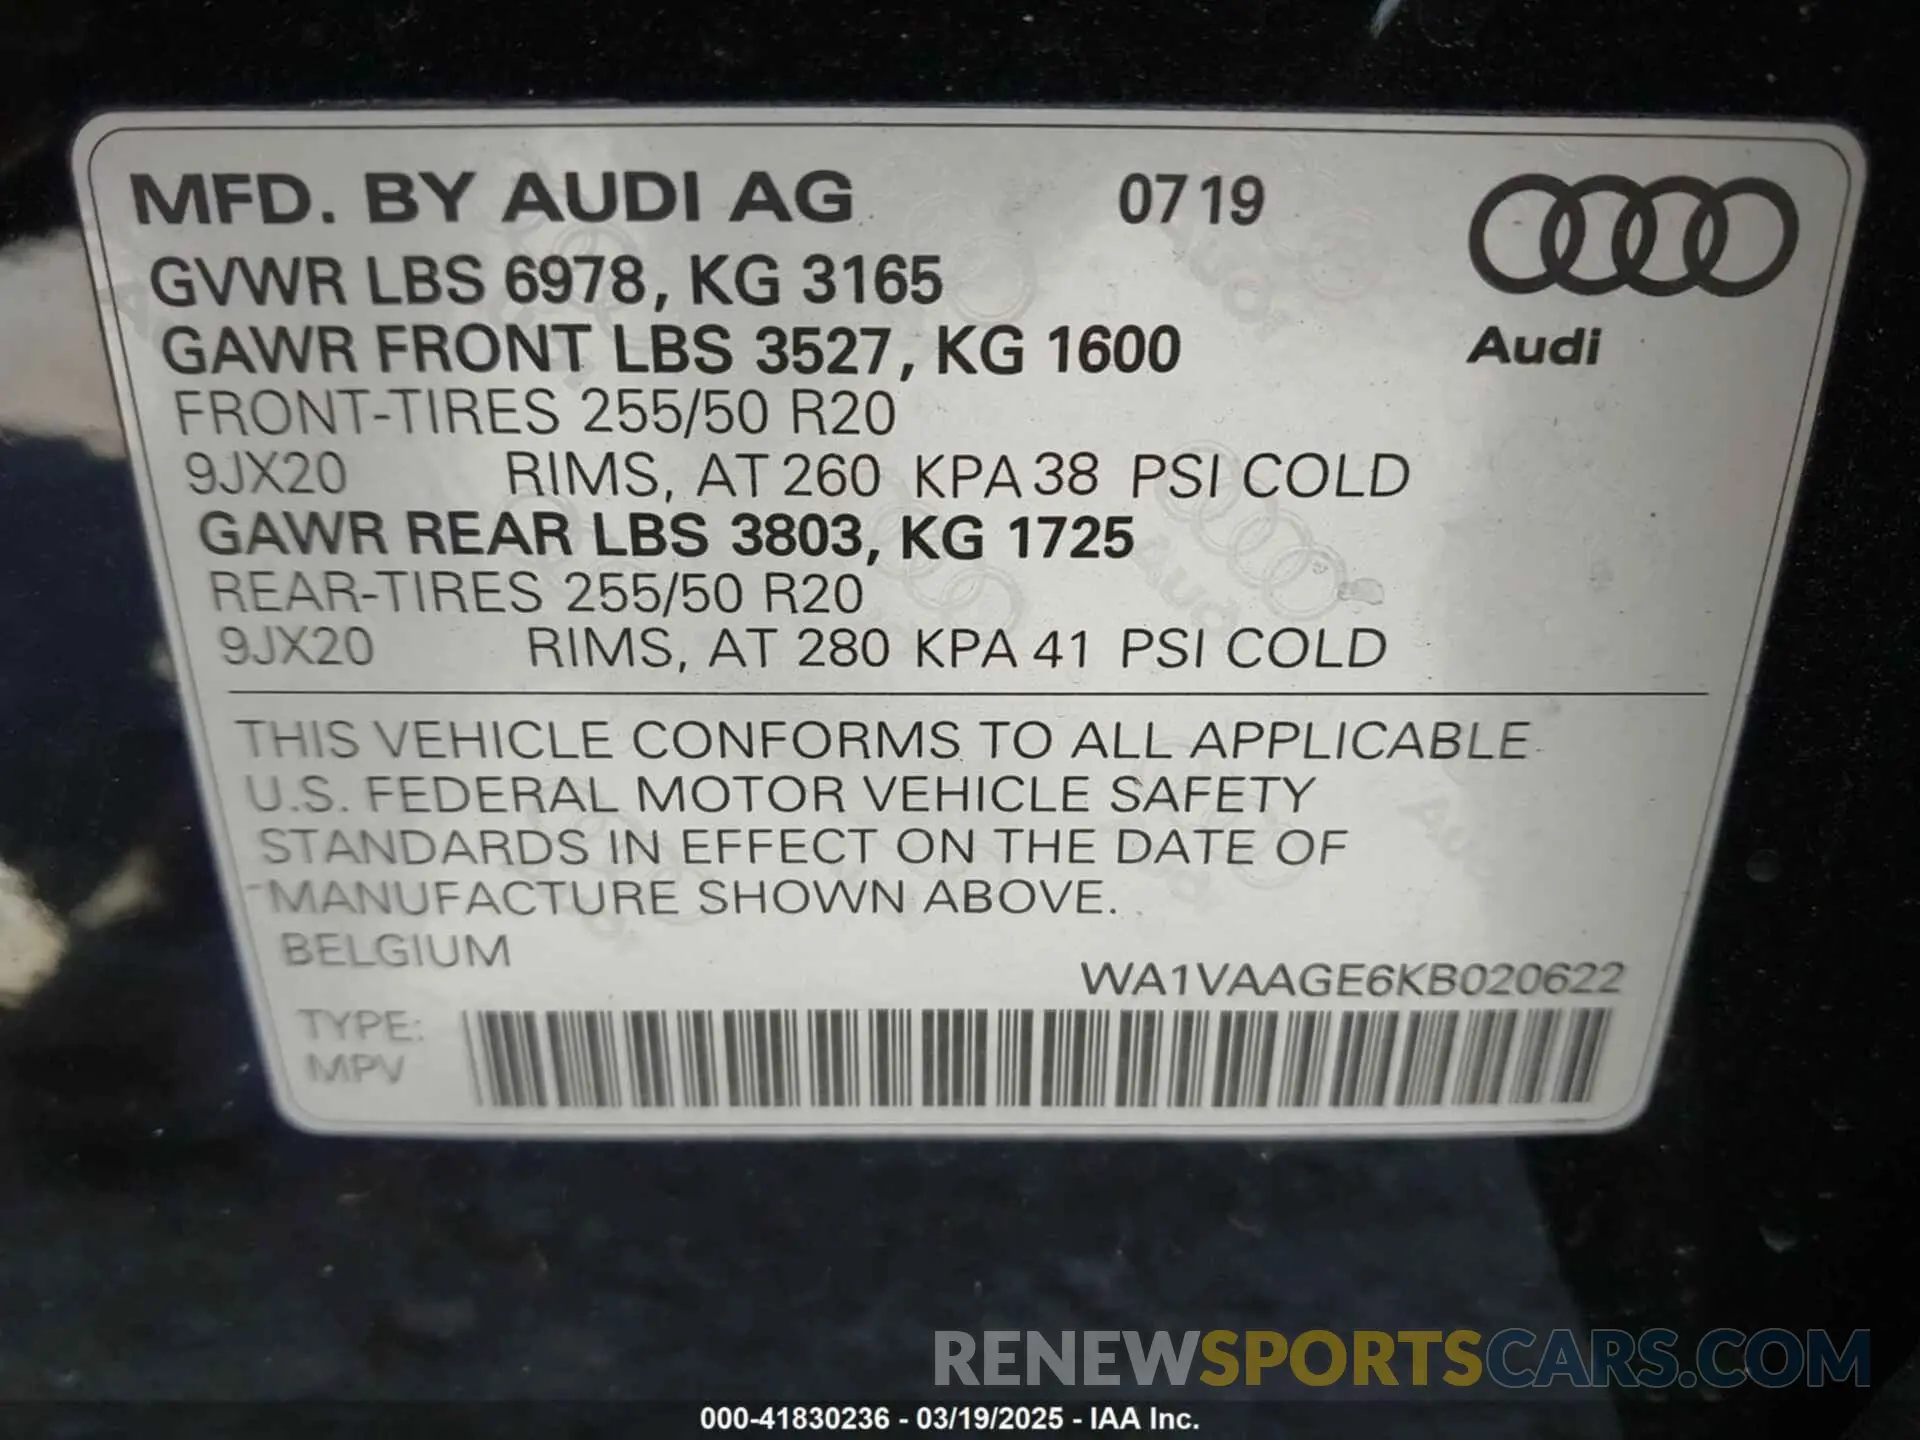 MFD. BY AUDI AG 0719
GVWR LBS 6978, KG 3165
GAWR FRONT LBS 3527, KG 1600
Audi
FRONT-TIRES 255/50 R20
9JX20 RIMS, AT 260 KPA 38 PSI COLD
GAWR REAR LBS 3803, KG 1725
REAR-TIRES 255/50 R20
9JX20 RIMS, AT 280 KPA 41 PSI COLD
THIS VEHICLE CONFORMS TO ALL APPLICABLE
U.S. FEDERAL MOTOR VEHICLE SAFETY
STANDARDS IN EFFECT ON THE DATE OF
MANUFACTURE SHOWN ABOVE.
BELGIUM
WA1VAAGE6KB020622
TYPE:
MPV
RENEWSPORTSCARS.COM
000-41830236 - 03/19/2025 - IAA Inc.